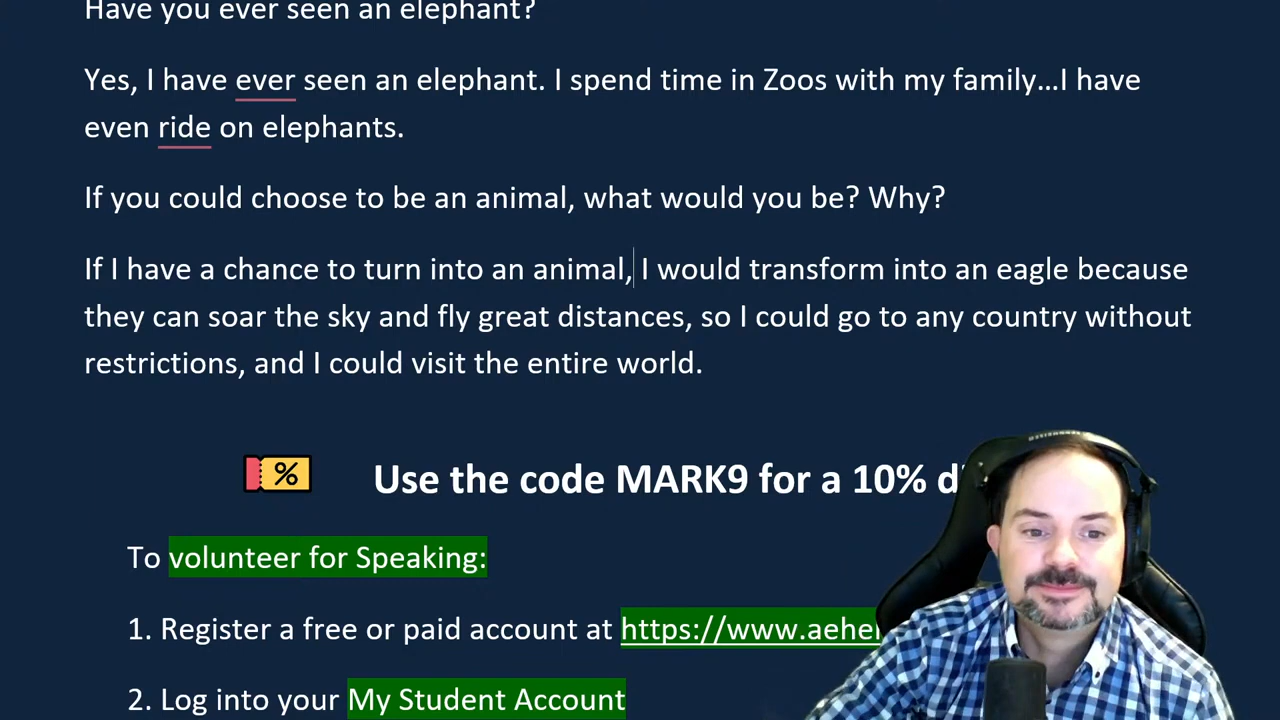 Have you ever seen an elephant?
Yes, I have ever seen an elephant. I spend time in Zoos with my family…I have
even ride on elephants.
If you could choose to be an animal, what would you be? Why?
If I have a chance to turn into an animal, I would transform into an eagle because
they can soar the sky and fly great distances, so I could go to any country without
restrictions, and I could visit the entire world.
%
Use the code MARK9 for a 10%
To volunteer for Speaking:
1. Register a free or paid account at https://www.aehel
2. Log into your My Student Account